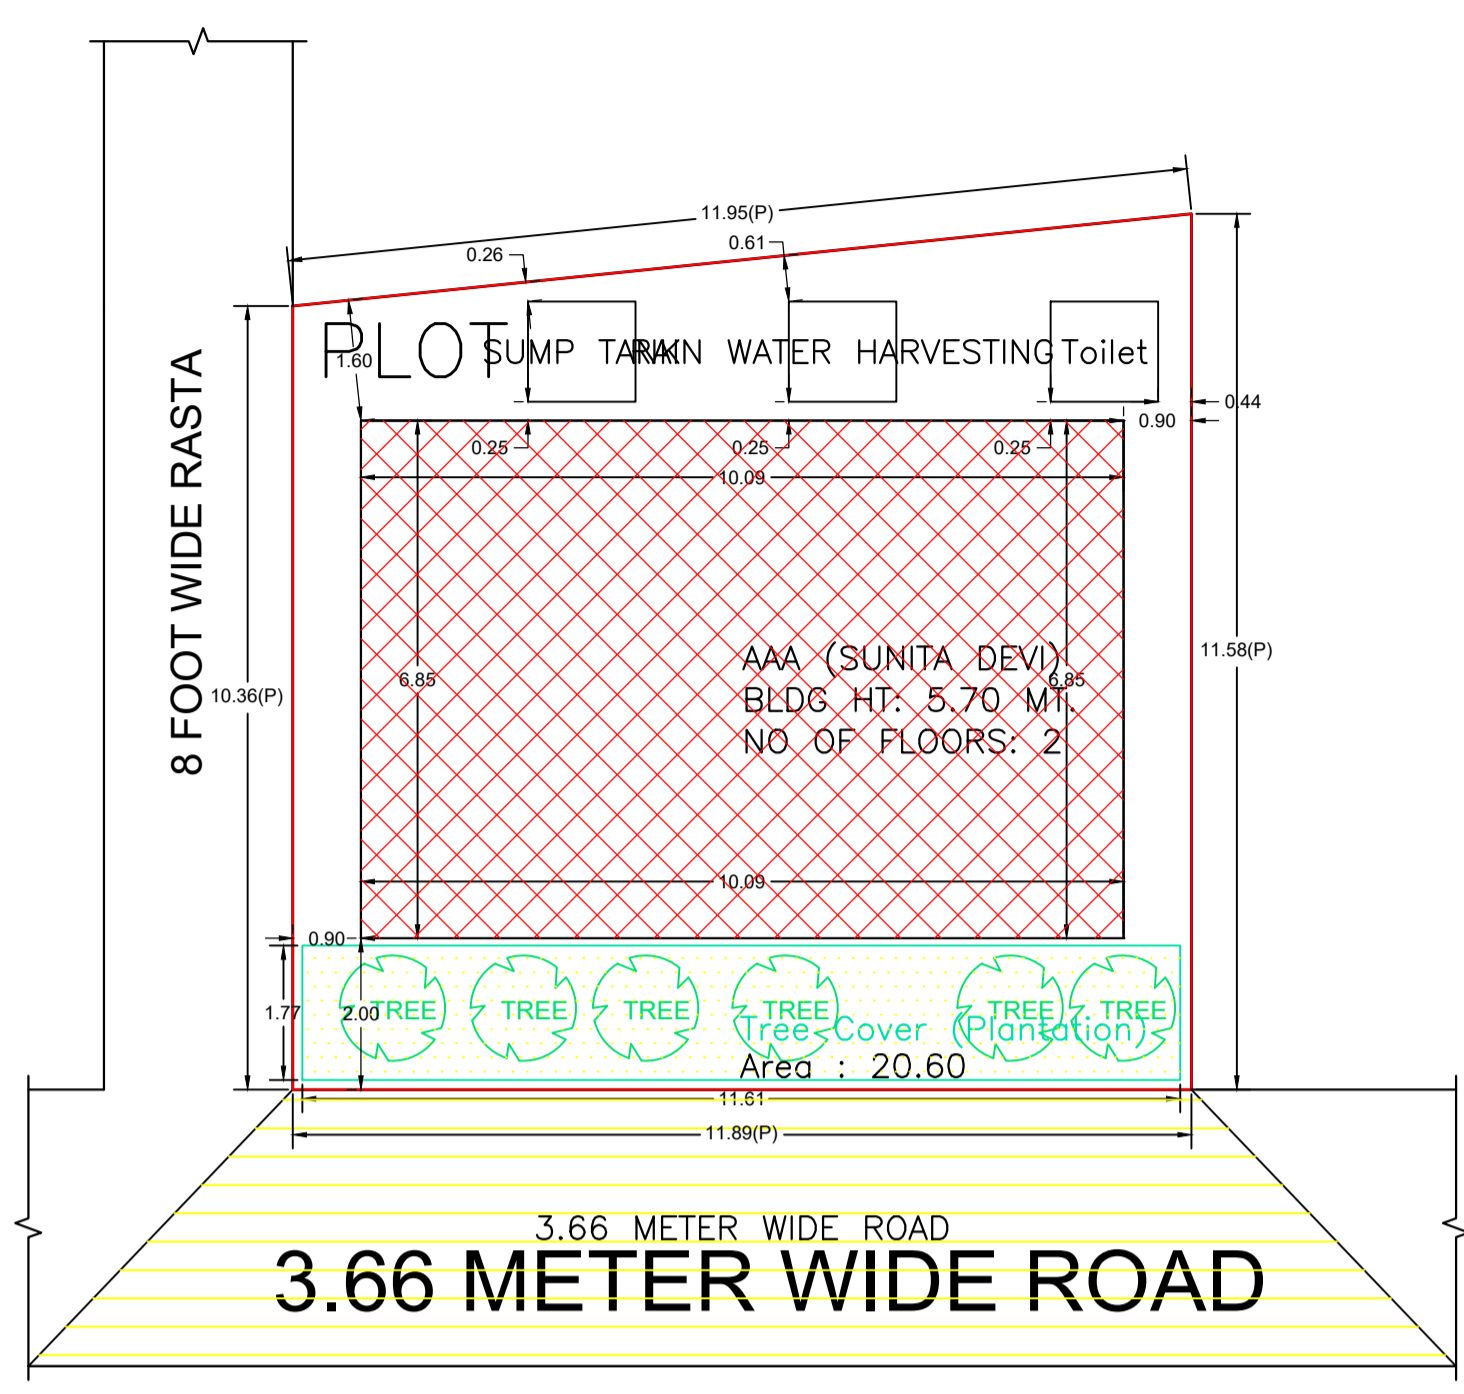 11.95(P)
0.26
0.61
PLOT
SUMP TANK
RAIN WATER HARVESTING
Toilet
1.60
0.44
0.90
0.25
0.25
0.25
10.09
8 FOOT WIDE RASTA
10.36(P)
6.85
AAA (SUNITA DEVI)
BLDG HT: 5.70 MT.
NO OF FLOORS: 2
6.85
11.58(P)
10.09
0.90
1.77
2.00
TREE
TREE
TREE
TREE
TREE
TREE
Tree Cover (Plantation)
Area : 20.60
11.61
11.89(P)
3.66 METER WIDE ROAD
3.66 METER WIDE ROAD